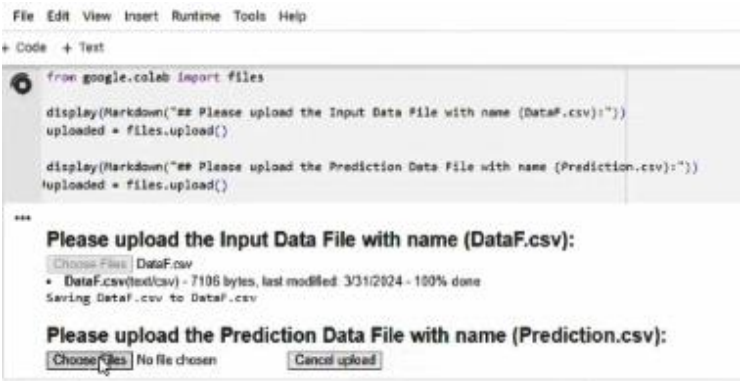 File Edit View Insert Runtime Tools Help
+ Code + Text
from google.colab import files
display(Markdown("## Please upload the Input Data File with name (DataF.csv):"))
uploaded = files.upload()
display(Markdown("## Please upload the Prediction Data File with name (Prediction.csv):"))
uploaded = files.upload()
Please upload the Input Data File with name (DataF.csv):
Choose Files DataF.csv
• DataF.csv(text/csv) - 7106 bytes, last modified: 3/31/2024 - 100% done
Saving DataF.csv to DataF.csv
Please upload the Prediction Data File with name (Prediction.csv):
Choose Files No file chosen Cancel upload